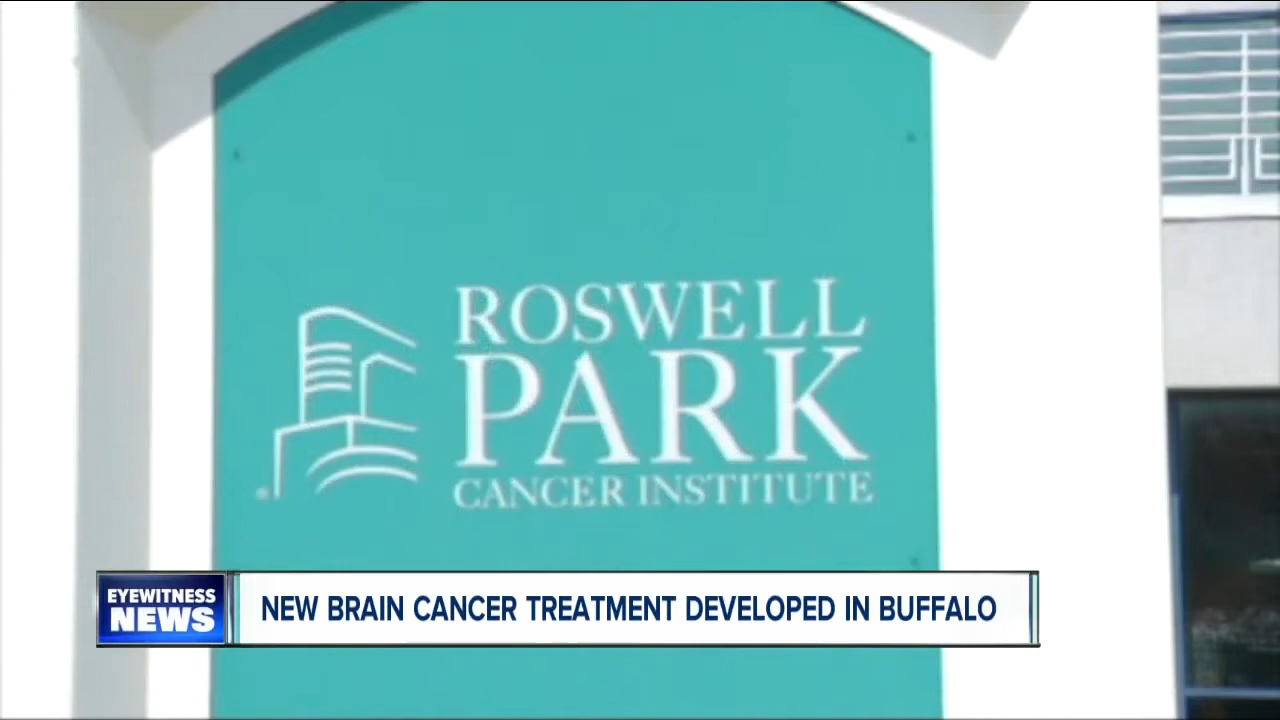 ROSWELL
PARK
CANCER INSTITUTE
EYEWITNESS
NEWS
NEW BRAIN CANCER TREATMENT DEVELOPED IN BUFFALO